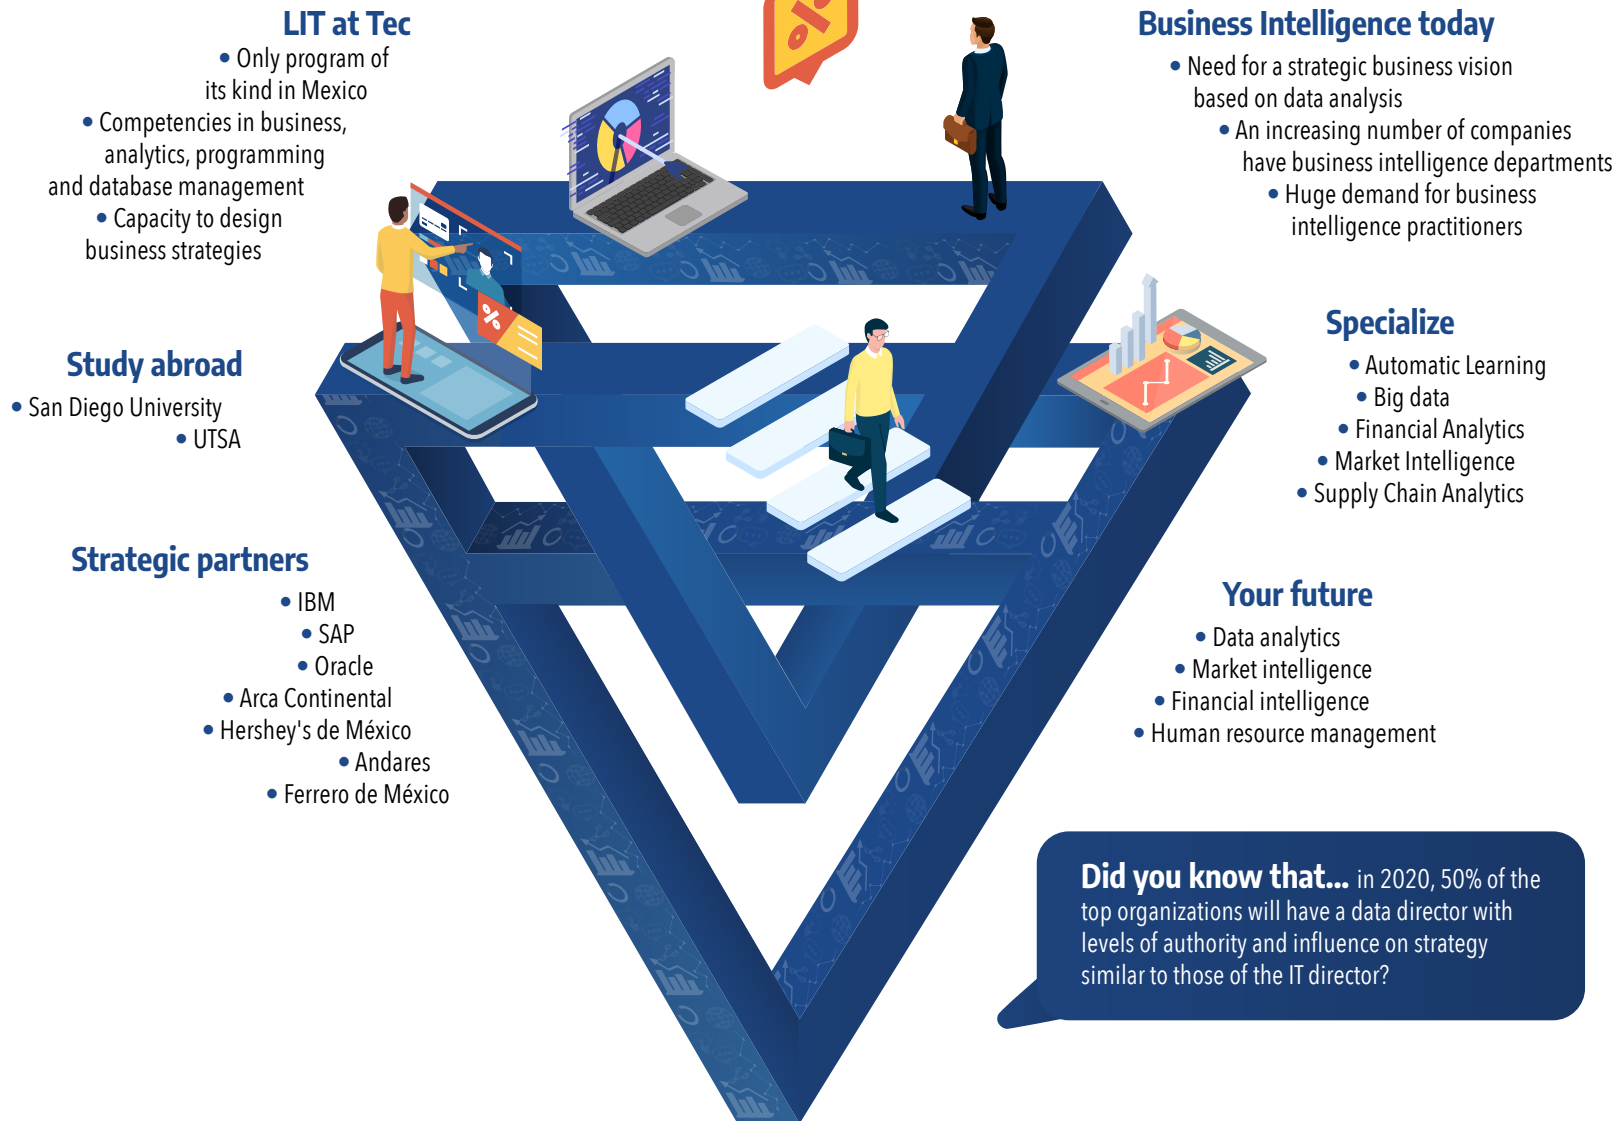 LIT at Tec
• Only program of
its kind in Mexico
• Competencies in business,
analytics, programming
and database management
• Capacity to design
business strategies
Study abroad
• San Diego University
• UTSA
Strategic partners
• IBM
• SAP
• Oracle
• Arca Continental
• Hershey's de México
• Andares
• Ferrero de México
%
%
Business Intelligence today
• Need for a strategic business vision
based on data analysis
• An increasing number of companies
have business intelligence departments
• Huge demand for business
intelligence practitioners
Specialize
• Automatic Learning
• Big data
• Financial Analytics
• Market Intelligence
• Supply Chain Analytics
Your future
• Data analytics
• Market intelligence
• Financial intelligence
• Human resource management
Did you know that... in 2020, 50% of the
top organizations will have a data director with
levels of authority and influence on strategy
similar to those of the IT director?